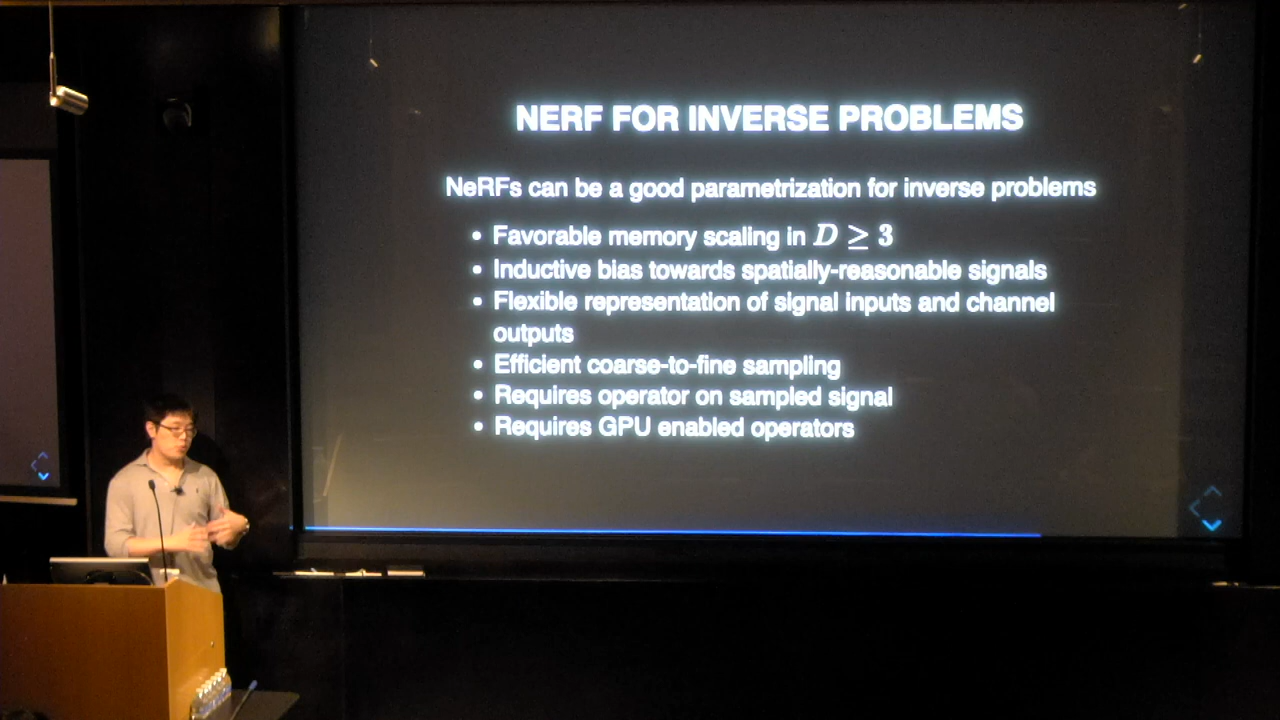 NERF FOR INVERSE PROBLEMS
NeRFs can be a good parametrization for inverse problems
• Favorable memory scaling in D ≥ 3
• Inductive bias towards spatially-reasonable signals
• Flexible representation of signal inputs and channel
outputs
• Efficient coarse-to-fine sampling
• Requires operator on sampled signal
• Requires GPU enabled operators